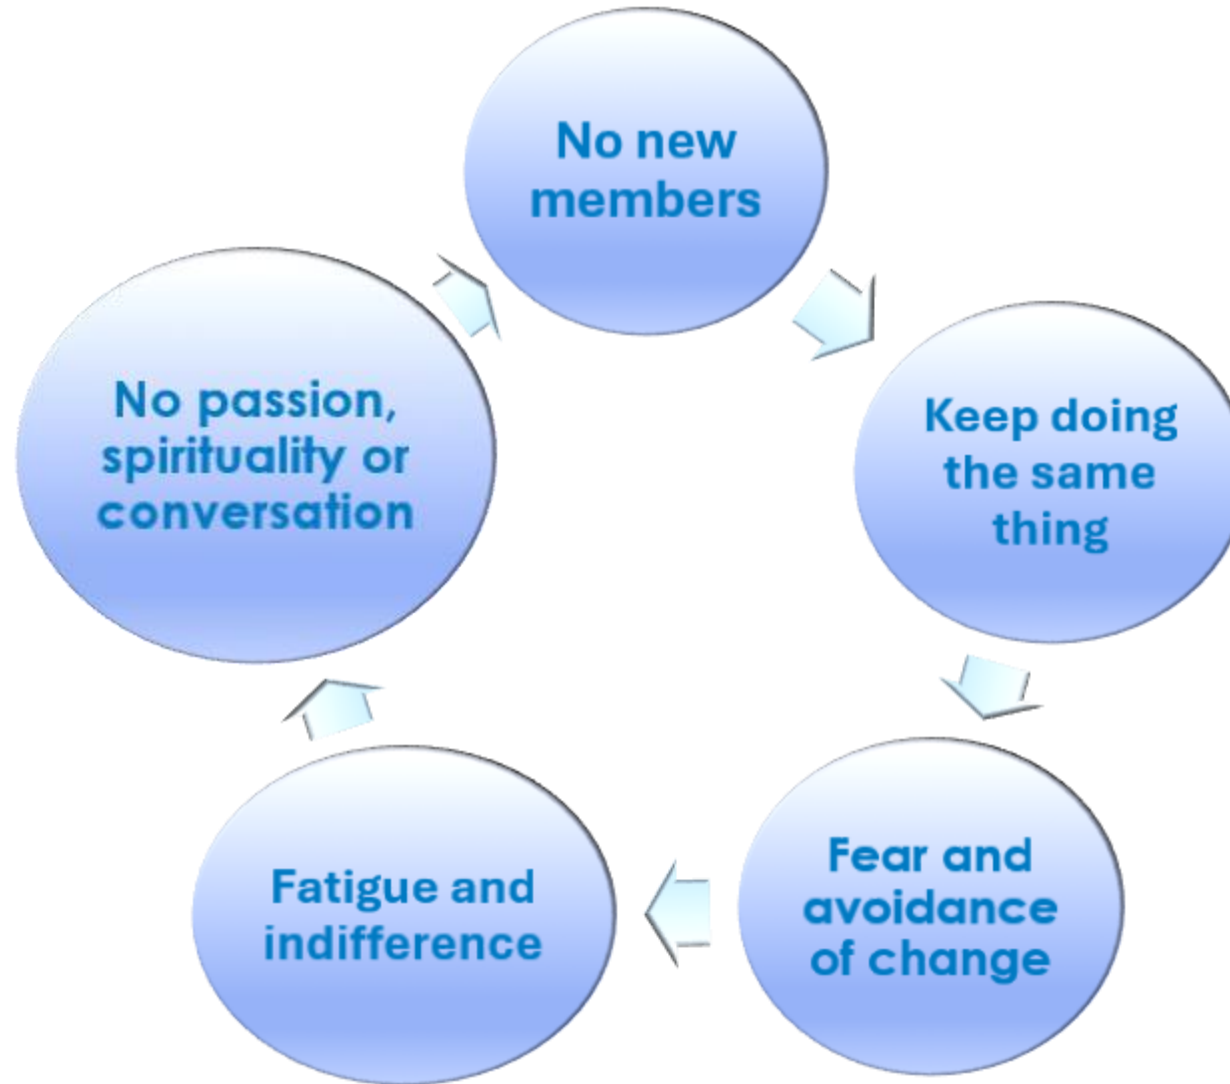 No new
members
Keep doing
the same
thing
Fear and
avoidance
of change
Fatigue and
indifference
No passion,
spirituality or
conversation